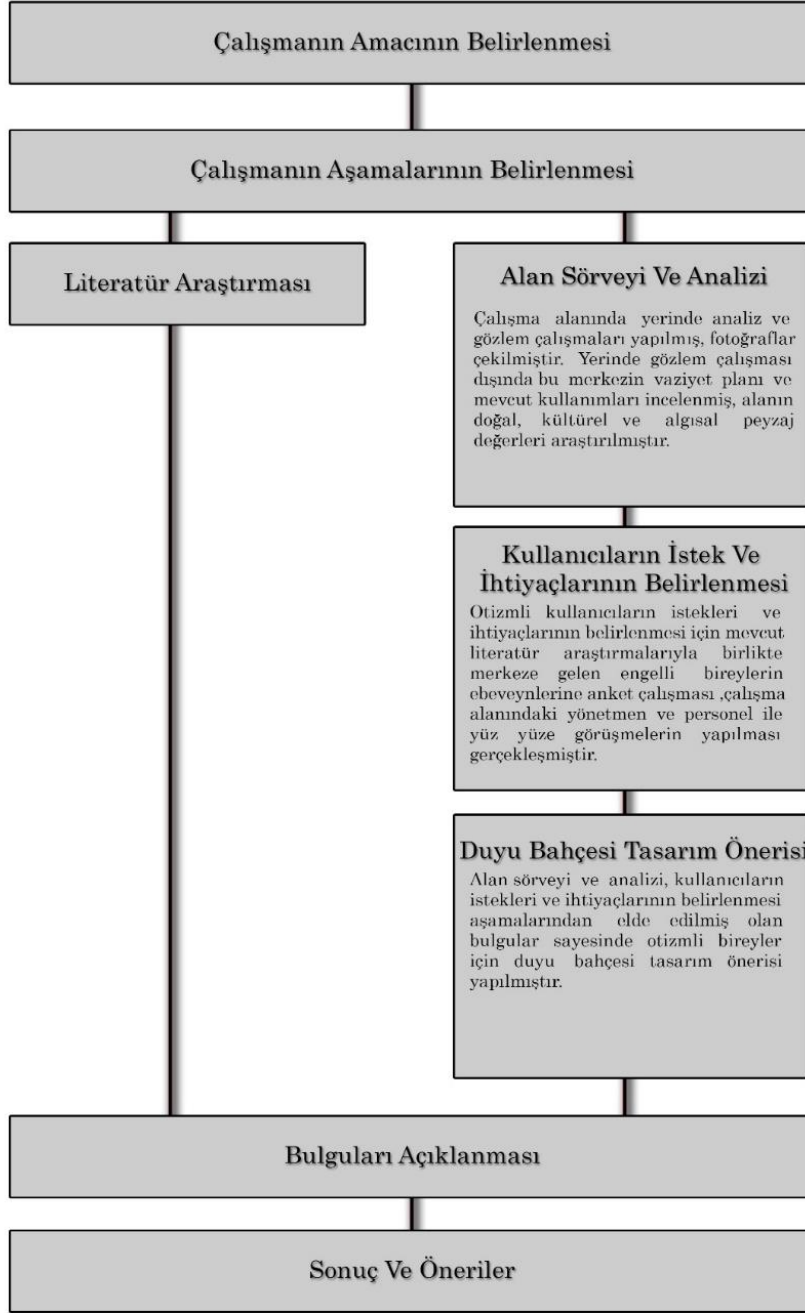 Çalışmanın Amacının Belirlenmesi
Çalışmanın Aşamalarının Belirlenmesi
Literatür Araştırması
Alan Sörveyi Ve Analizi
Çalışma alanında yerinde analiz ve
gözlem çalışmaları yapılmış, fotoğraflar
çekilmiştir. Yerinde gözlem çalışması
dışında bu merkezin vaziyet planı ve
mevcut kullanımları incelenmiş, alanın
doğal, kültürel ve algısal peyzaj
değerleri araştırılmıştır.
Kullanıcıların İstek Ve
İhtiyaçlarının Belirlenmesi
Otizmli kullanıcıların istekleri ve
ihtiyaçlarının belirlenmesi için mevcut
literatür araştırmalarıyla birlikte
merkeze gelen engelli bireylerin
ebeveynlerine anket çalışması ,çalışma
alanındaki yönetmen ve personel ile
yüz yüze görüşmelerin yapılması
gerçekleşmiştir.
Duyu Bahçesi Tasarım Önerisi
Alan sörveyi ve analizi, kullanıcıların
istekleri ve ihtiyaçlarının belirlenmesi
aşamalarından elde edilmiş olan
bulgular sayesinde otizmli bireyler
için duyu bahçesi tasarım önerisi
yapılmıştır.
Bulguları Açıklanması
Sonuç Ve Öneriler